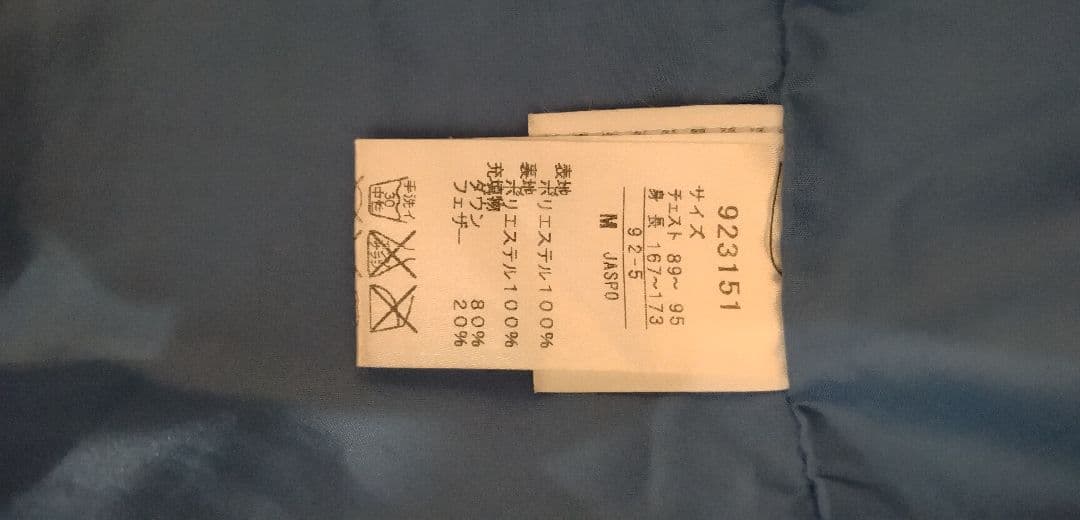 923151
サイズ
チェスト 89〜 95
身 長 167〜173
92-5
M JASPO
表地 ポリエステル100%
裏地 ポリエステル100%
充填物 ダウン 80%
フェザー 20%
手洗イ
30
中性